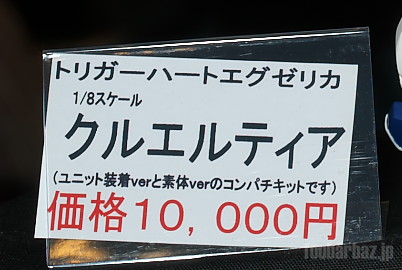 トリガーハートエグゼリカ
1/8スケール
クルエルティア
(ユニット装着verと素体verのコンパチキットです)
価格10,000円
foobarbaz.jp